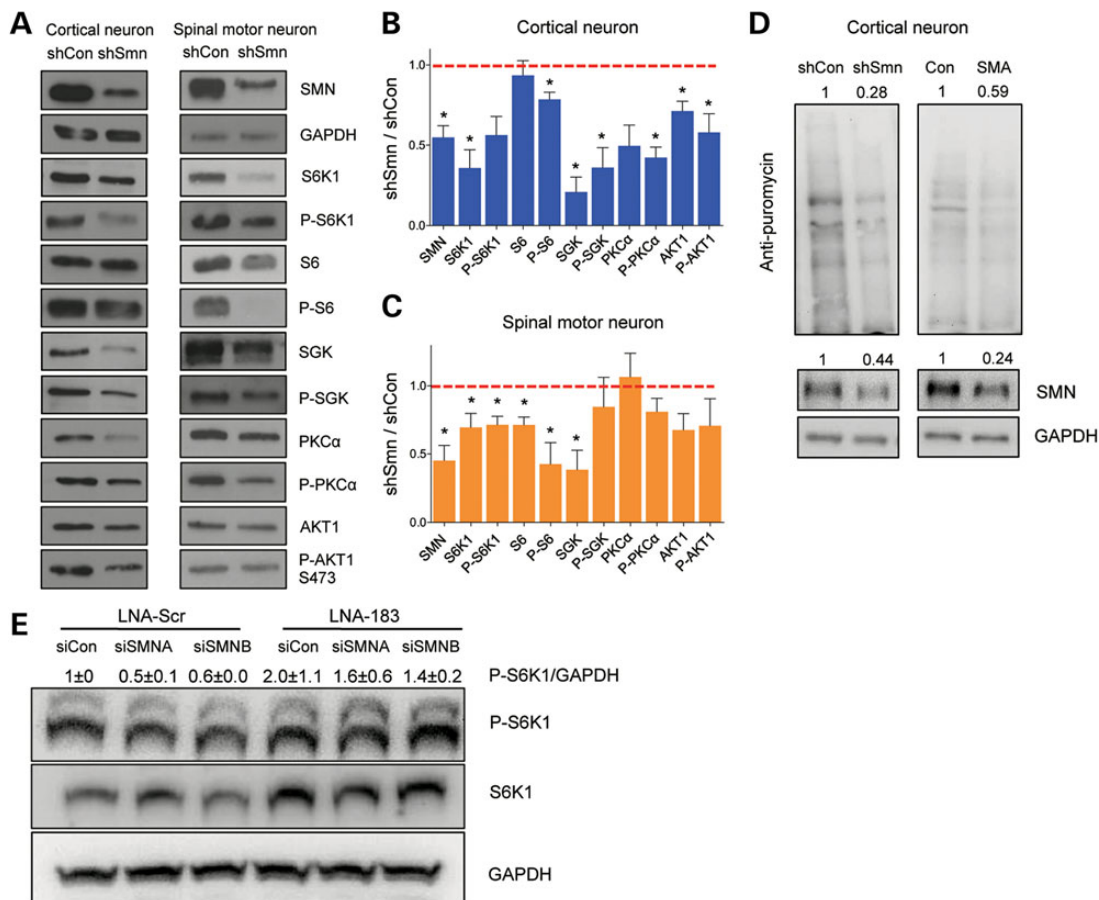 A
Cortical neuron Spinal motor neuron
shCon shSmn shCon shSmn
SMN
GAPDH
S6K1
P-S6K1
S6
P-S6
SGK
P-SGK
PKCα
P-PKCα
AKT1
P-AKT1
S473
B
Cortical neuron
shSmn / shCon
1.0
0.5
0.0
* * * * * * * *
SMN S6K1 P-S6K1 S6 P-S6 SGK P-SGK PKCα P-PKCα AKT1 P-AKT1
C
Spinal motor neuron
shSmn / shCon
1.0
0.5
0.0
* * * * * *
SMN S6K1 P-S6K1 S6 P-S6 SGK P-SGK PKCα P-PKCα AKT1 P-AKT1
D
Cortical neuron
shCon shSmn Con SMA
1 0.28 1 0.59
Anti-puromycin
1 0.44 1 0.24
SMN
GAPDH
E
LNA-Scr LNA-183
siCon siSMNA siSMNB siCon siSMNA siSMNB
1±0 0.5±0.1 0.6±0.0 2.0±1.1 1.6±0.6 1.4±0.2 P-S6K1/GAPDH
P-S6K1
S6K1
GAPDH